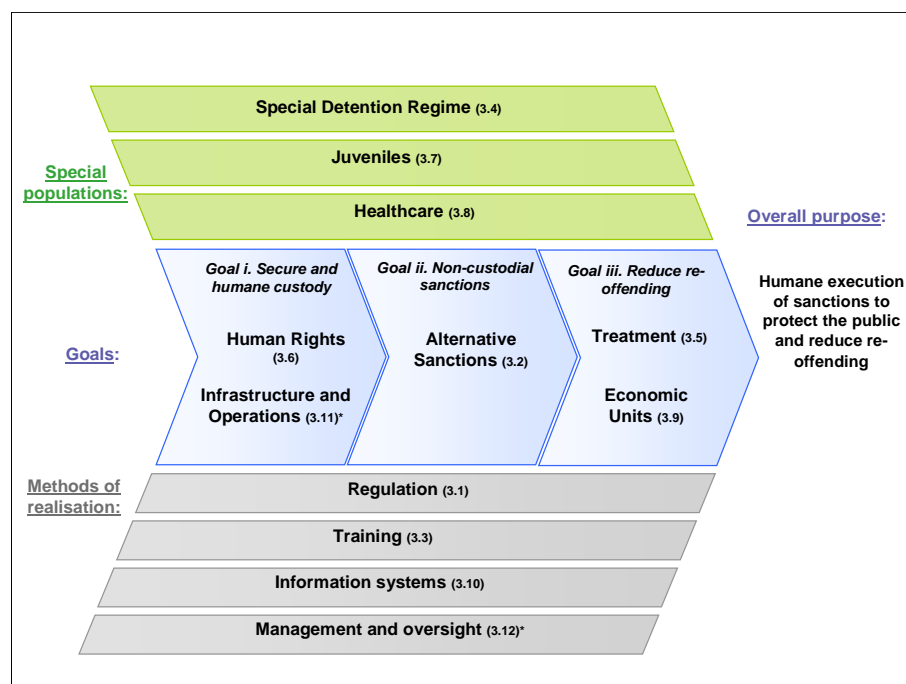 Special Detention Regime (3.4)
Juveniles (3.7)
Special
populations:
Healthcare (3.8)
Overall purpose:
Goal i. Secure and
humane custody
Goal ii. Non-custodial
sanctions
Goal iii. Reduce re-
offending
Humane execution
of sanctions to
protect the public
and reduce re-
offending
Goals:
Human Rights
(3.6)
Infrastructure and
Operations (3.11)*
Alternative
Sanctions (3.2)
Treatment (3.5)
Economic
Units (3.9)
Methods of
realisation:
Regulation (3.1)
Training (3.3)
Information systems (3.10)
Management and oversight (3.12)*